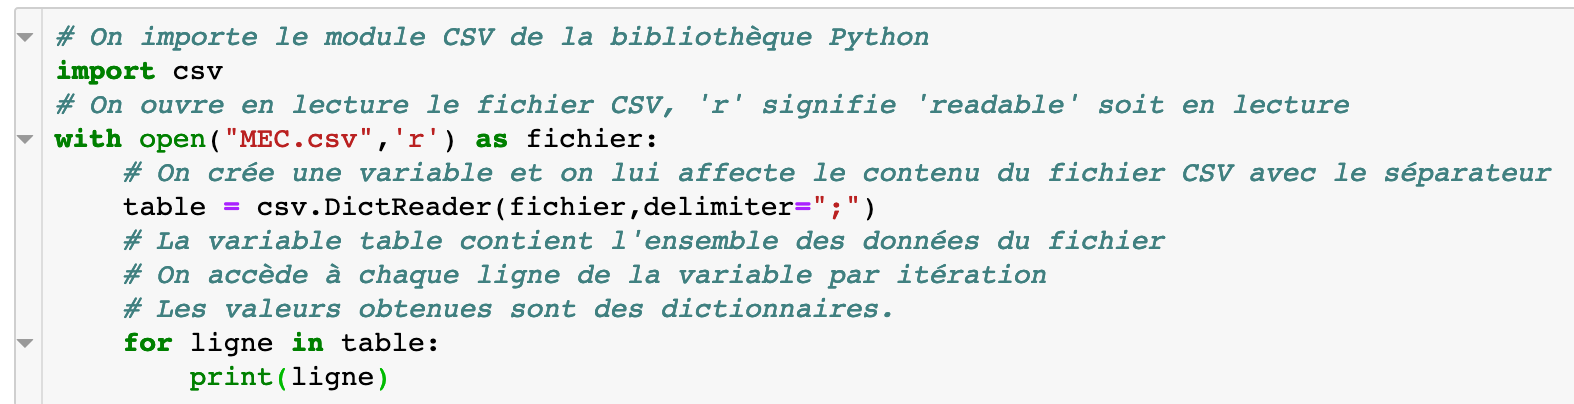 # On importe le module CSV de la bibliothèque Python
import csv
# On ouvre en lecture le fichier CSV, 'r' signifie 'readable' soit en lecture
with open("MEC.csv",'r') as fichier:
    # On crée une variable et on lui affecte le contenu du fichier CSV avec le séparateur
    table = csv.DictReader(fichier,delimiter=";")
    # La variable table contient l'ensemble des données du fichier
    # On accède à chaque ligne de la variable par itération
    # Les valeurs obtenues sont des dictionnaires.
    for ligne in table:
        print(ligne)